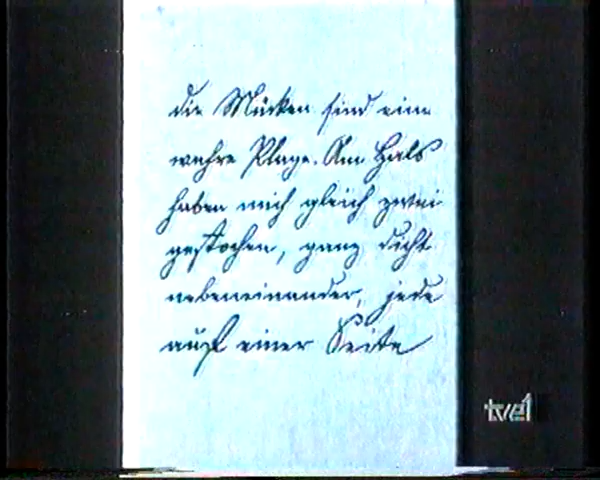 die Mücken sind eine
wahre Plage. Am Hals
haben mich gleich zwei
gestochen, ganz dicht
nebeneinander, jede
auf einer Seite
tve1